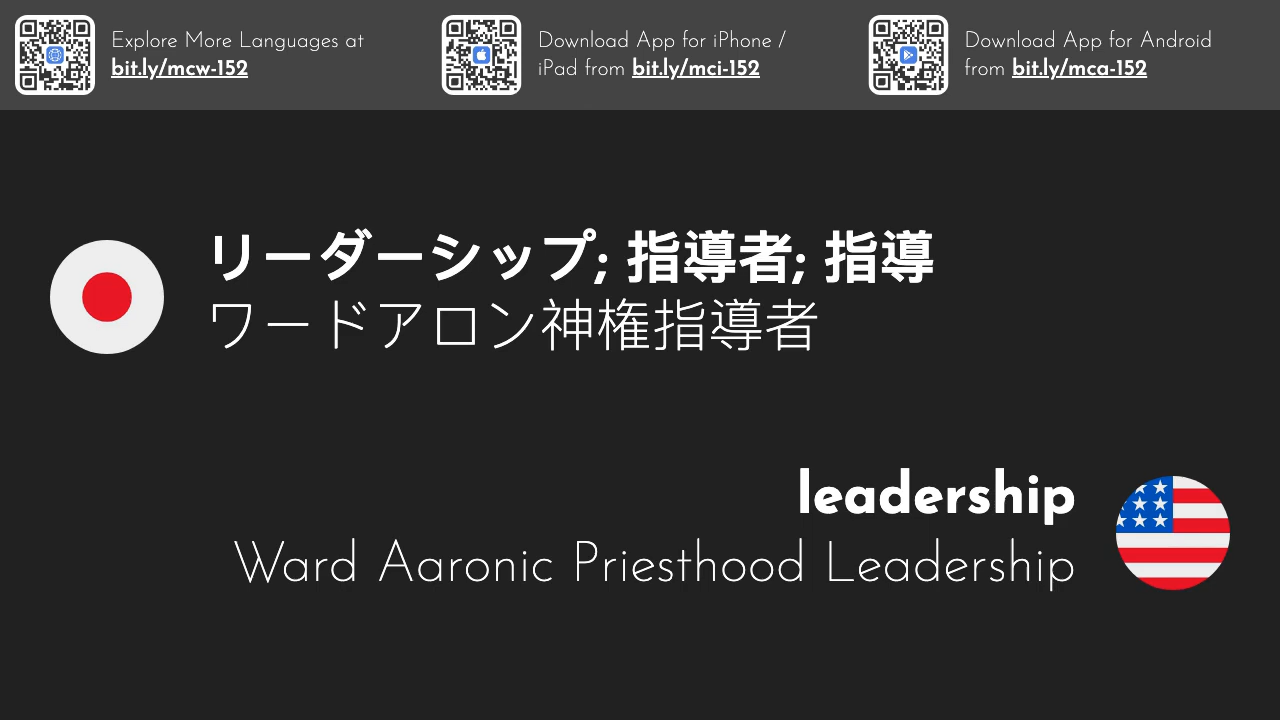 Explore More Languages at
bit.ly/mcw-152
Download App for iPhone /
iPad from bit.ly/mci-152
Download App for Android
from bit.ly/mca-152
リーダーシップ; 指導者; 指導
ワードアロン神権指導者
leadership
Ward Aaronic Priesthood Leadership